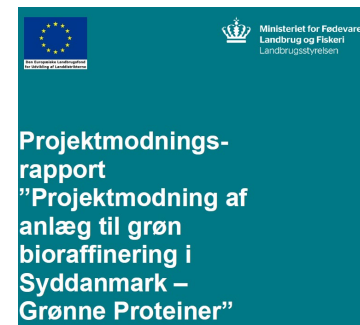 Den Europæiske Landbrugsfond
for Udvikling af Landdistrikterne
Ministeriet for Fødevarer
Landbrug og Fiskeri
Landbrugsstyrelsen
Projektmodnings-
rapport
”Projektmodning af
anlæg til grøn
bioraffinering i
Syddanmark –
Grønne Proteiner”